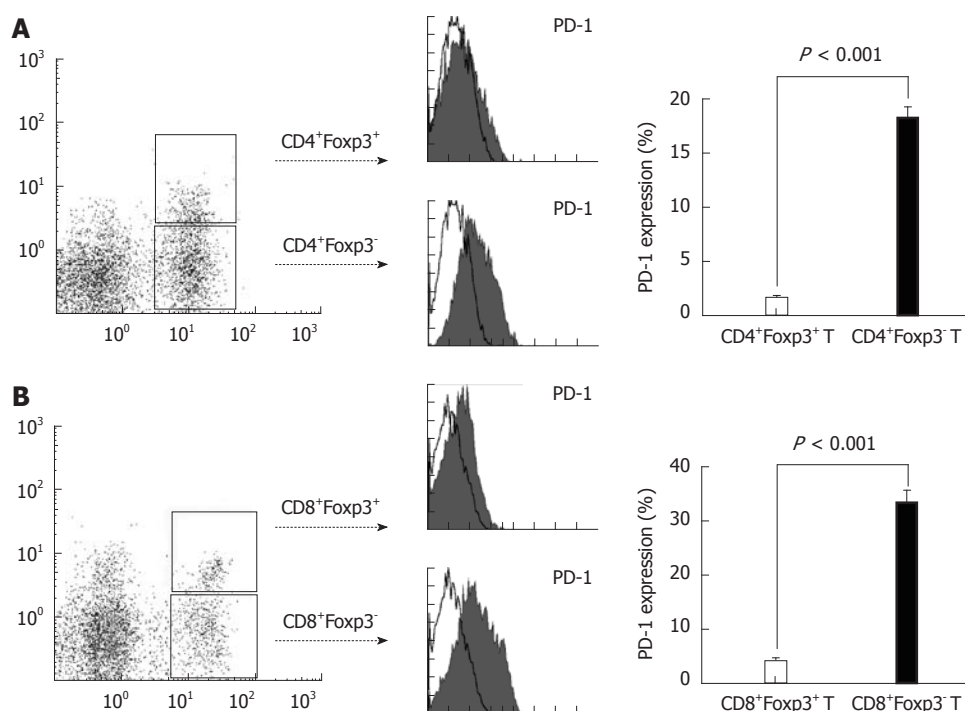 A
10³
10²
10¹
10⁰
10⁰ 10¹ 10² 10³
CD4⁺Foxp3⁺
CD4⁺Foxp3⁻
PD-1
PD-1
P < 0.001
PD-1 expression (%)
20
15
10
5
0
CD4⁺Foxp3⁺ T CD4⁺Foxp3⁻ T
B
10³
10²
10¹
10⁰
10⁰ 10¹ 10² 10³
CD8⁺Foxp3⁺
CD8⁺Foxp3⁻
PD-1
PD-1
P < 0.001
PD-1 expression (%)
40
30
20
10
0
CD8⁺Foxp3⁺ T CD8⁺Foxp3⁻ T